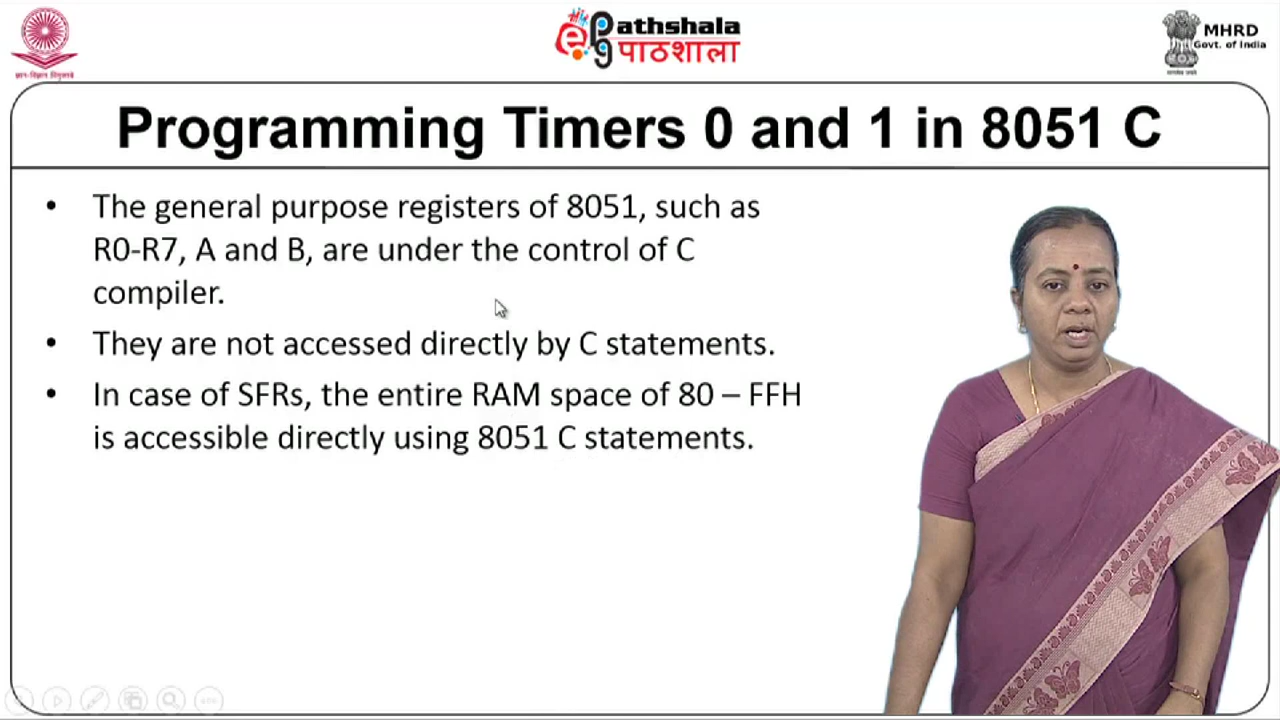 ePG Pathshala
पाठशाला
MHRD
Govt. of India
Programming Timers 0 and 1 in 8051 C
• The general purpose registers of 8051, such as
R0-R7, A and B, are under the control of C
compiler.
• They are not accessed directly by C statements.
• In case of SFRs, the entire RAM space of 80 – FFH
is accessible directly using 8051 C statements.